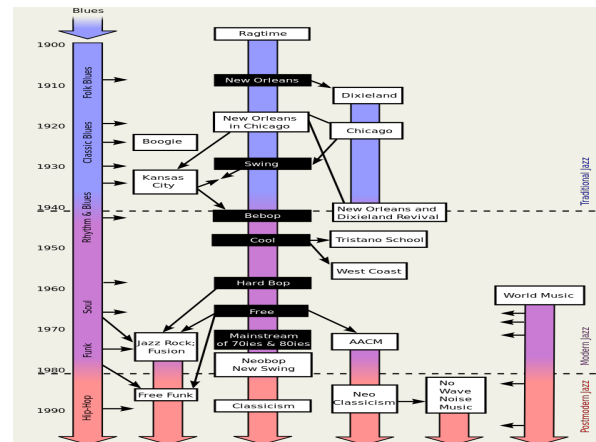 Blues
1900
1910
1920
1930
1940
1950
1960
1970
1980
1990
Folk Blues
Classic Blues
Rhythm & Blues
Soul
Funk
Hip-Hop
Ragtime
New Orleans
Dixieland
New Orleans
in Chicago
Chicago
Boogie
Swing
Kansas
City
New Orleans and
Dixieland Revival
Bebop
Cool
Tristano School
West Coast
Hard Bop
World Music
Free
Jazz Rock;
Fusion
Mainstream
of 70ies & 80ies
AACM
Neobop
New Swing
Free Funk
Classicism
Neo
Classicism
No
Wave
Noise
Music
Traditional Jazz
Modern Jazz
Postmodern Jazz